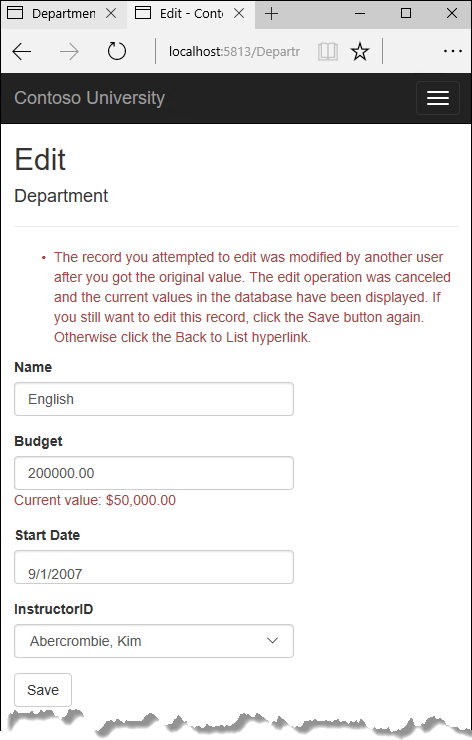 Departmen
Edit - Cont
localhost:5813/Departr
Contoso University
Edit
Department
• The record you attempted to edit was modified by another user
after you got the original value. The edit operation was canceled
and the current values in the database have been displayed. If
you still want to edit this record, click the Save button again.
Otherwise click the Back to List hyperlink.
Name
English
Budget
200000.00
Current value: $50,000.00
Start Date
9/1/2007
InstructorID
Abercrombie, Kim
Save